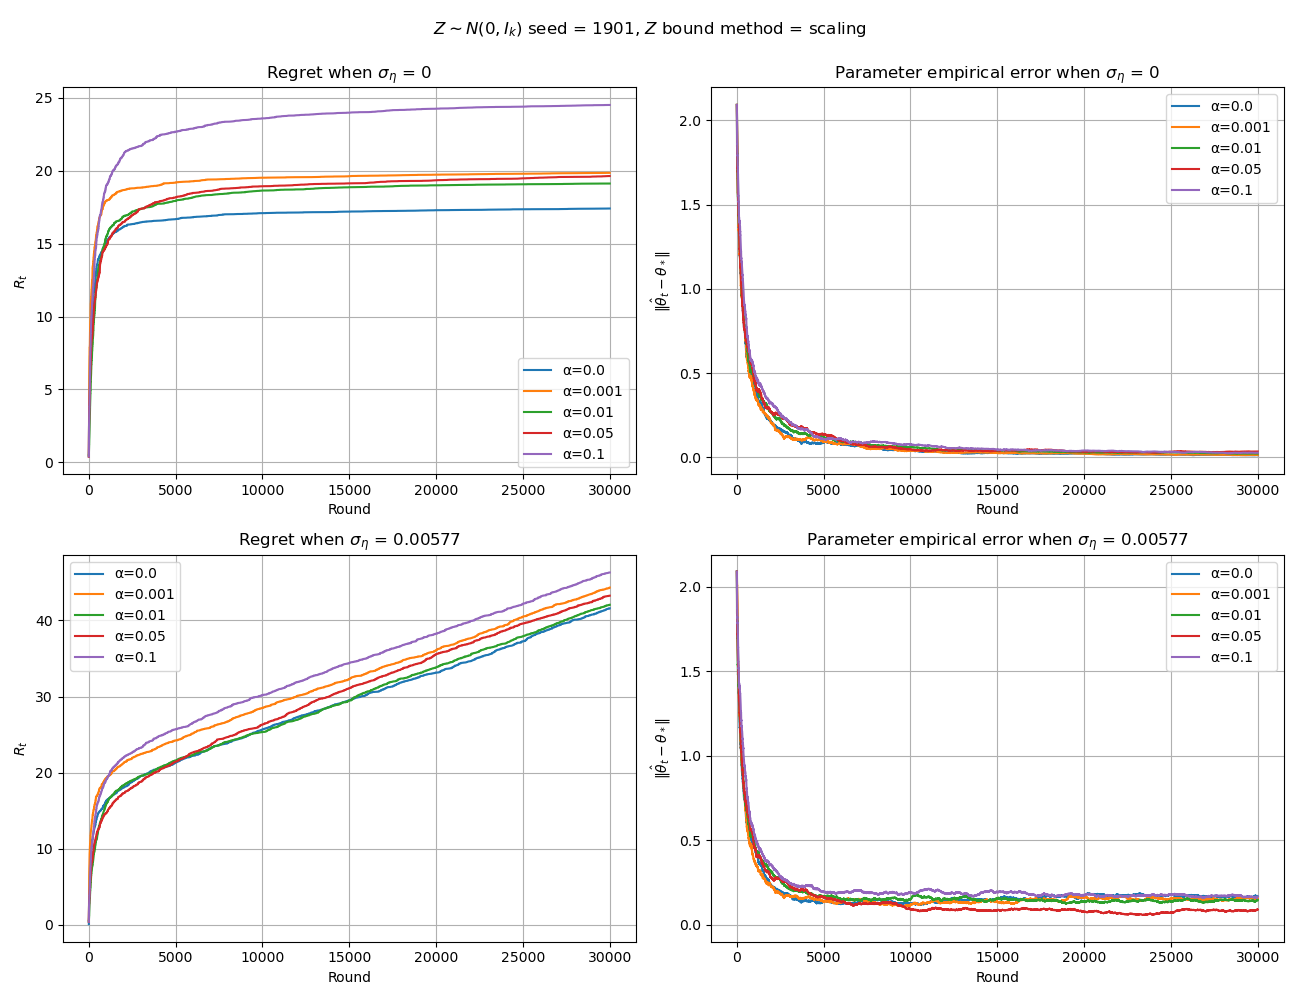 Z ∼ N(0, I_k) seed = 1901, Z bound method = scaling
Regret when σ_η = 0
R_t
25
20
15
10
5
0
α=0.0
α=0.001
α=0.01
α=0.05
α=0.1
0 5000 10000 15000 20000 25000 30000
Round
Parameter empirical error when σ_η = 0
‖θ̂_t − θ_*‖
2.0
1.5
1.0
0.5
0.0
α=0.0
α=0.001
α=0.01
α=0.05
α=0.1
0 5000 10000 15000 20000 25000 30000
Round
Regret when σ_η = 0.00577
R_t
40
30
20
10
0
α=0.0
α=0.001
α=0.01
α=0.05
α=0.1
0 5000 10000 15000 20000 25000 30000
Round
Parameter empirical error when σ_η = 0.00577
‖θ̂_t − θ_*‖
2.0
1.5
1.0
0.5
0.0
α=0.0
α=0.001
α=0.01
α=0.05
α=0.1
0 5000 10000 15000 20000 25000 30000
Round